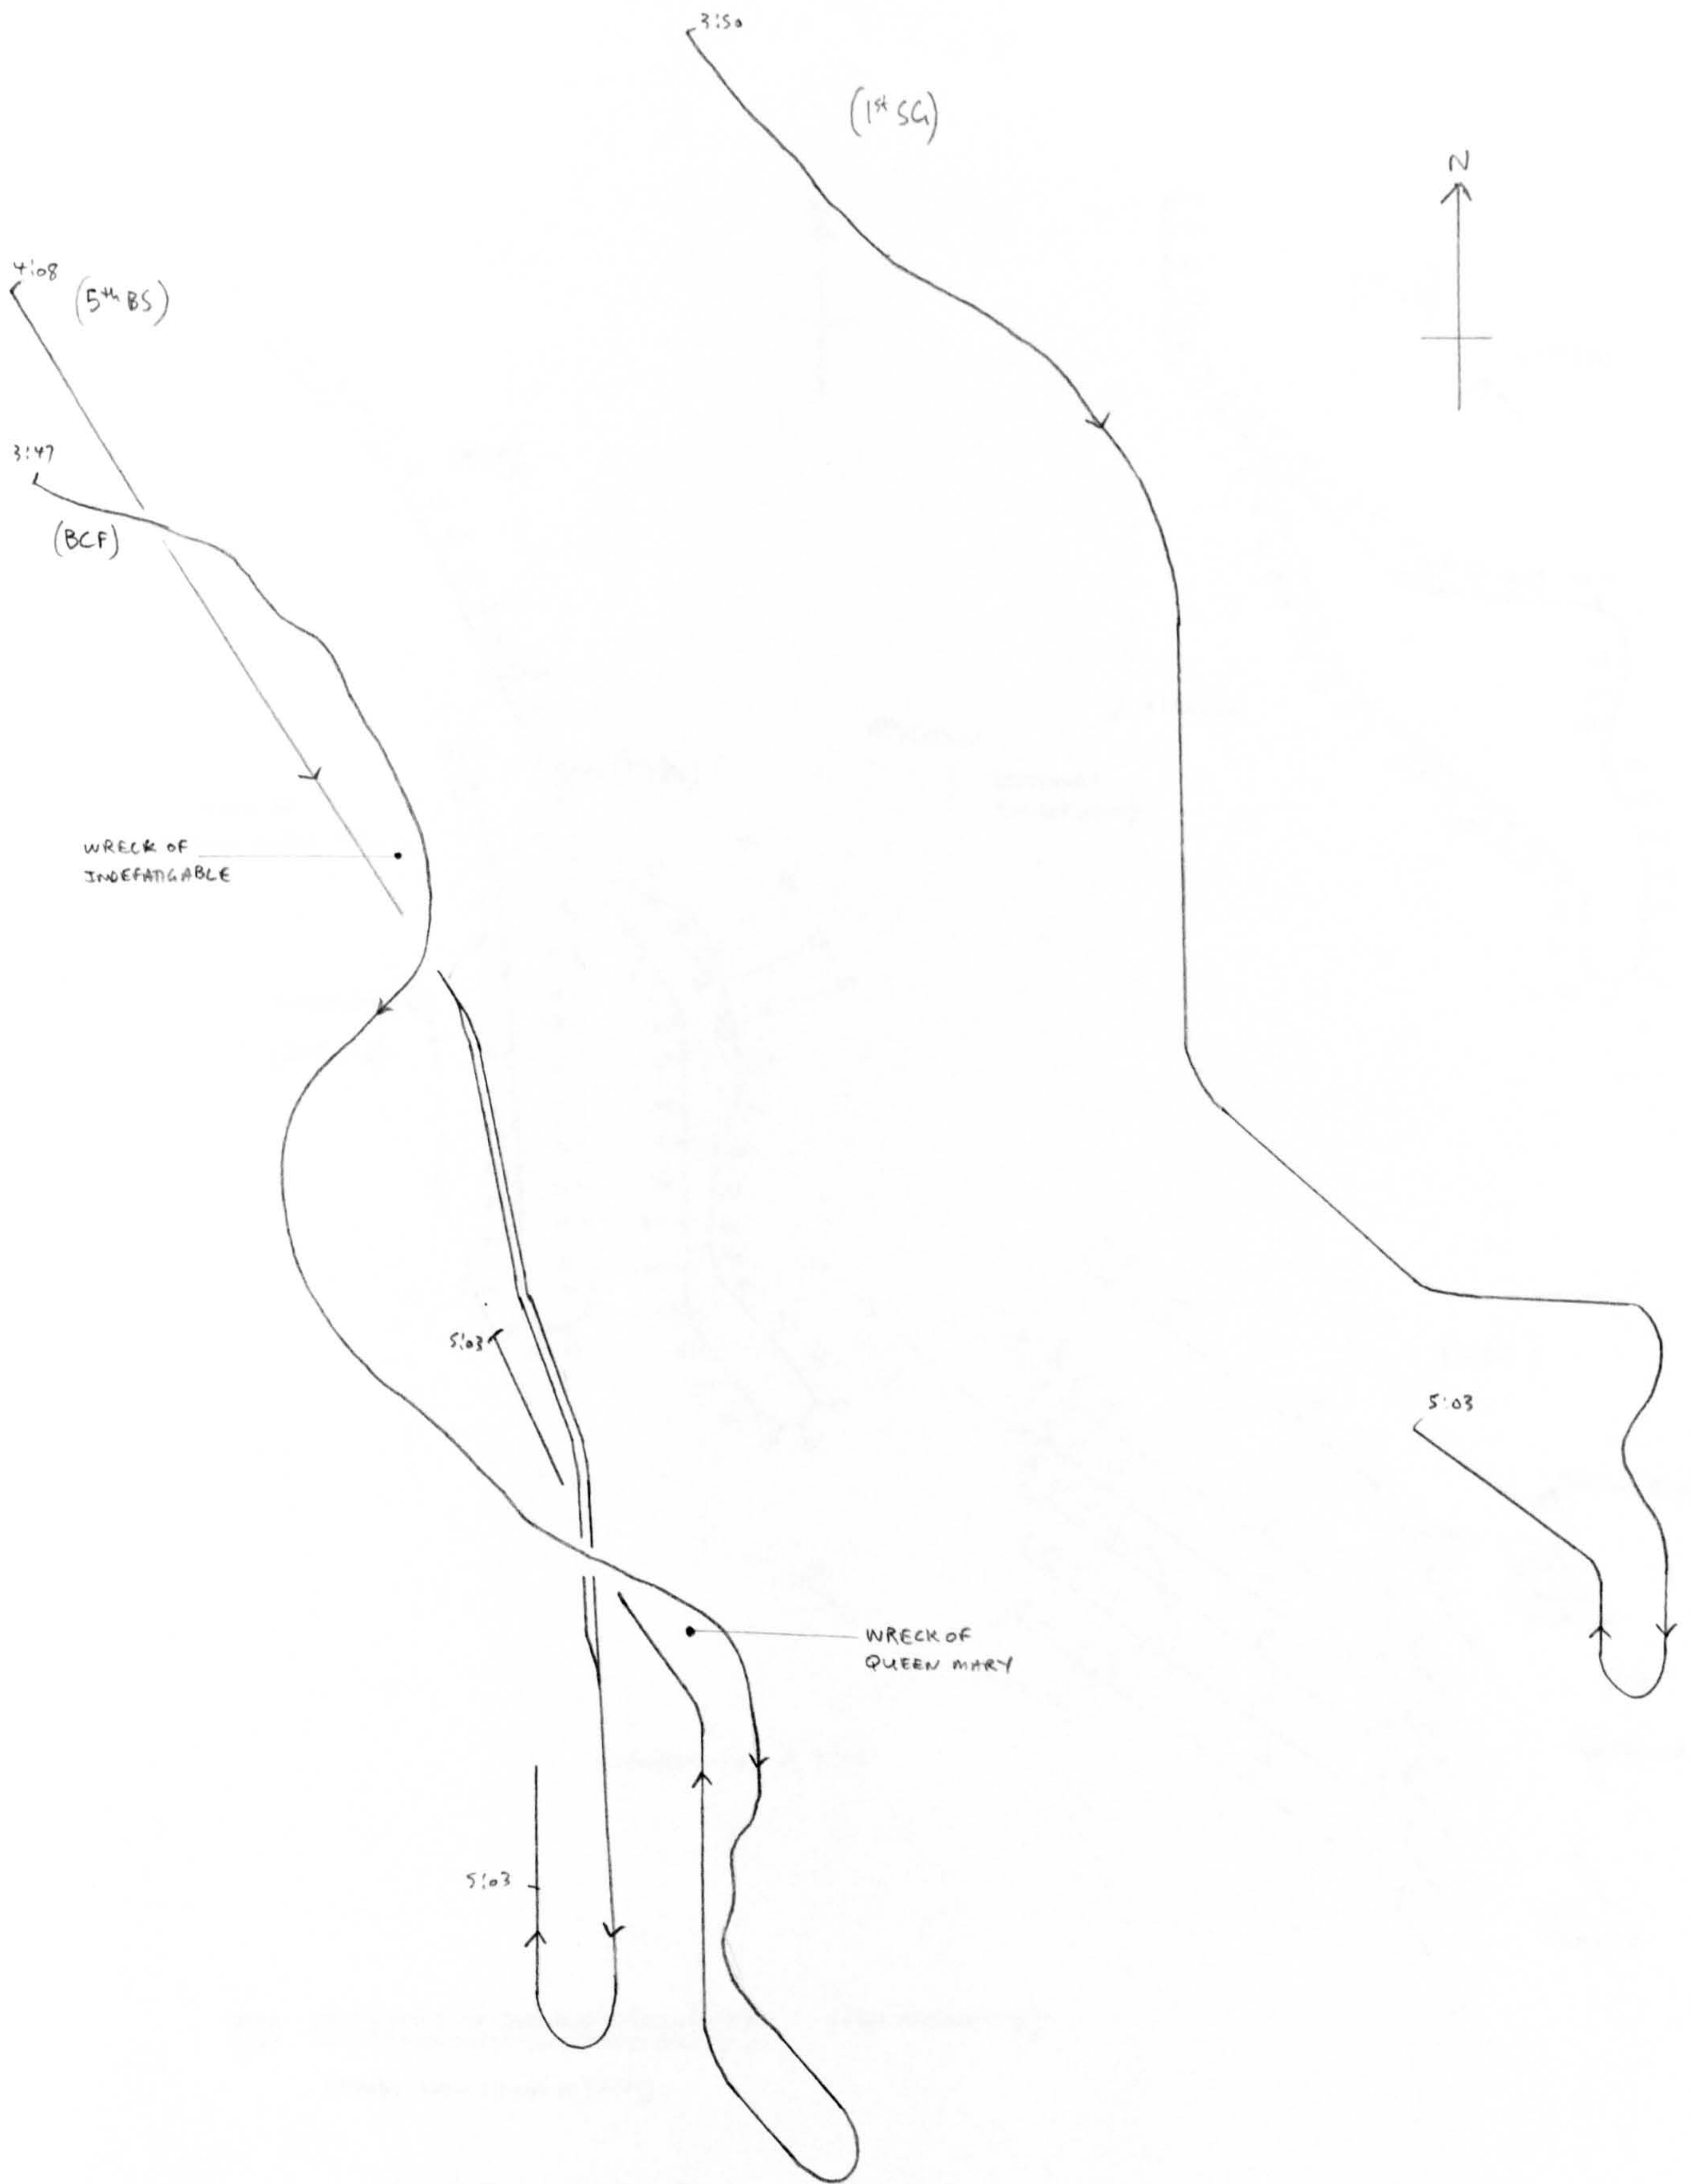 3:50
(1st SG)
N
4:08
(5th BS)
3:47
(BCF)
WRECK OF
INDEFATIGABLE
5:03
5:03
WRECK OF
QUEEN MARY
5:03